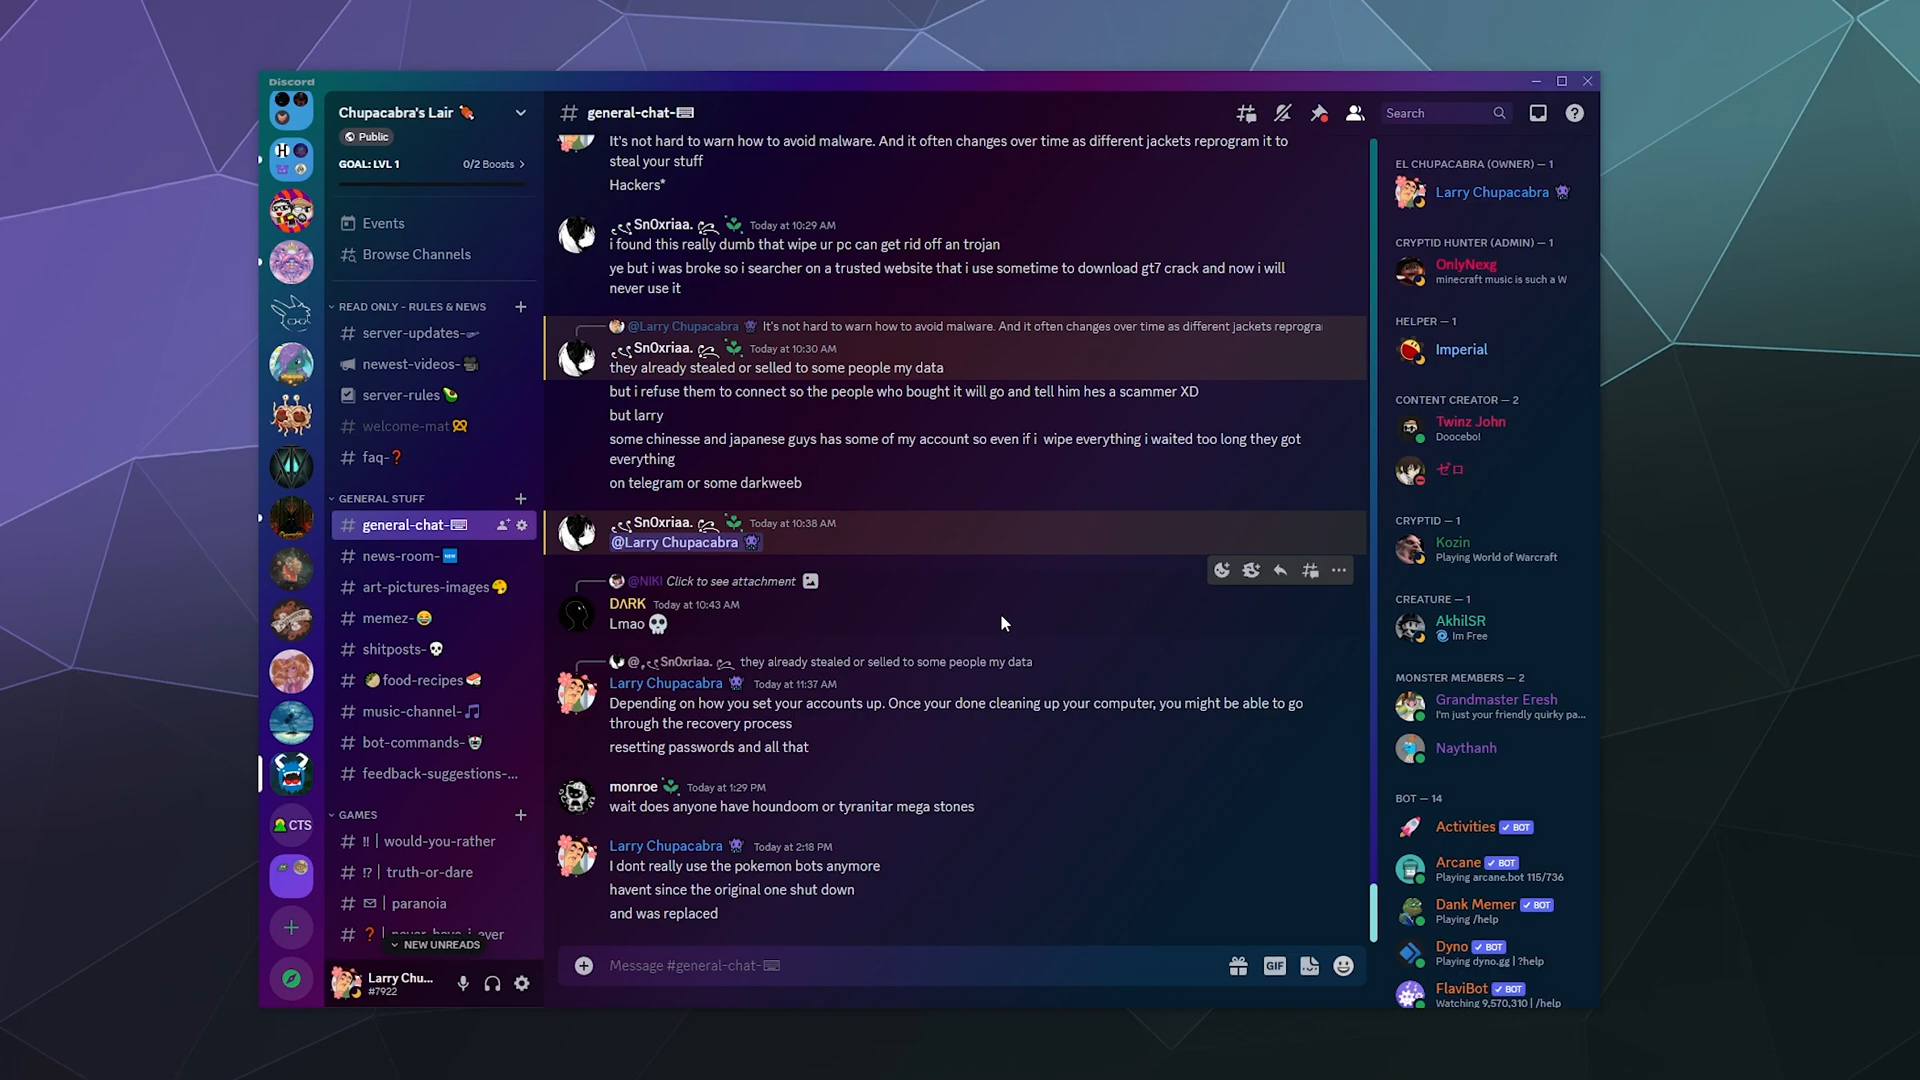 Discord
Chupacabra's Lair
Public
GOAL: LVL 1 0/2 Boosts >
Events
Browse Channels
READ ONLY - RULES & NEWS
server-updates-
newest-videos-
server-rules
welcome-mat
faq-❓
GENERAL STUFF
general-chat-
news-room-
art-pictures-images
memez-
shitposts-
food-recipes
music-channel-
bot-commands-
feedback-suggestions-...
GAMES
‼ | would-you-rather
⁉ | truth-or-dare
| paranoia
❓ | never-have-i-ever
NEW UNREADS
CTS
Larry Chu...
#7922
# general-chat-
Search
It's not hard to warn how to avoid malware. And it often changes over time as different jackets reprogram it to
steal your stuff
Hackers*
Sn0xriaa. Today at 10:29 AM
i found this really dumb that wipe ur pc can get rid off an trojan
ye but i was broke so i searcher on a trusted website that i use sometime to download gt7 crack and now i will
never use it
@Larry Chupacabra It's not hard to warn how to avoid malware. And it often changes over time as different jackets reprogra
Sn0xriaa. Today at 10:30 AM
they already stealed or selled to some people my data
but i refuse them to connect so the people who bought it will go and tell him hes a scammer XD
but larry
some chinesse and japanese guys has some of my account so even if i wipe everything i waited too long they got
everything
on telegram or some darkweeb
Sn0xriaa. Today at 10:38 AM
@Larry Chupacabra
@NIKI Click to see attachment
DΛRK Today at 10:43 AM
Lmao
@ Sn0xriaa. they already stealed or selled to some people my data
Larry Chupacabra Today at 11:37 AM
Depending on how you set your accounts up. Once your done cleaning up your computer, you might be able to go
through the recovery process
resetting passwords and all that
monroe Today at 1:29 PM
wait does anyone have houndoom or tyranitar mega stones
Larry Chupacabra Today at 2:18 PM
I dont really use the pokemon bots anymore
havent since the original one shut down
and was replaced
Message #general-chat-
GIF
EL CHUPACABRA (OWNER) — 1
Larry Chupacabra
CRYPTID HUNTER (ADMIN) — 1
OnlyNexg
minecraft music is such a W
HELPER — 1
Imperial
CONTENT CREATOR — 2
Twinz John
Doocebo!
ゼロ
CRYPTID — 1
Kozin
Playing World of Warcraft
CREATURE — 1
AkhilSR
Im Free
MONSTER MEMBERS — 2
Grandmaster Eresh
I'm just your friendly quirky pa...
Naythanh
BOT — 14
Activities ✓ BOT
Arcane ✓ BOT
Playing arcane.bot 115/736
Dank Memer ✓ BOT
Playing /help
Dyno ✓ BOT
Playing dyno.gg | ?help
FlaviBot ✓ BOT
Watching 9,570,310 | /help